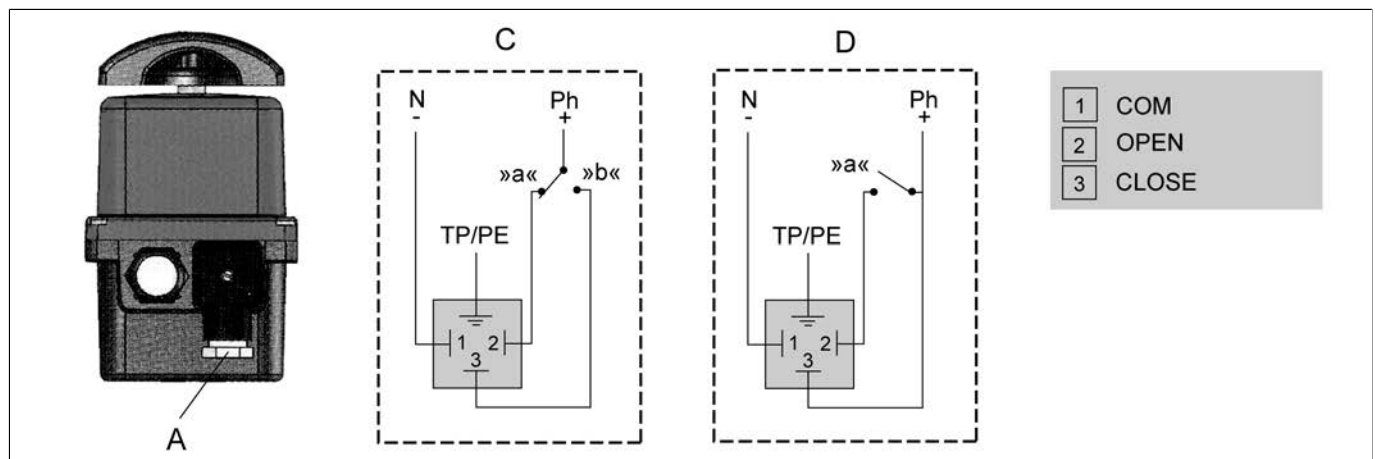 C
N
-
Ph
+
»a« »b«
TP/PE
1 2
3
D
N
-
Ph
+
»a«
TP/PE
1 2
3
1 COM
2 OPEN
3 CLOSE
A